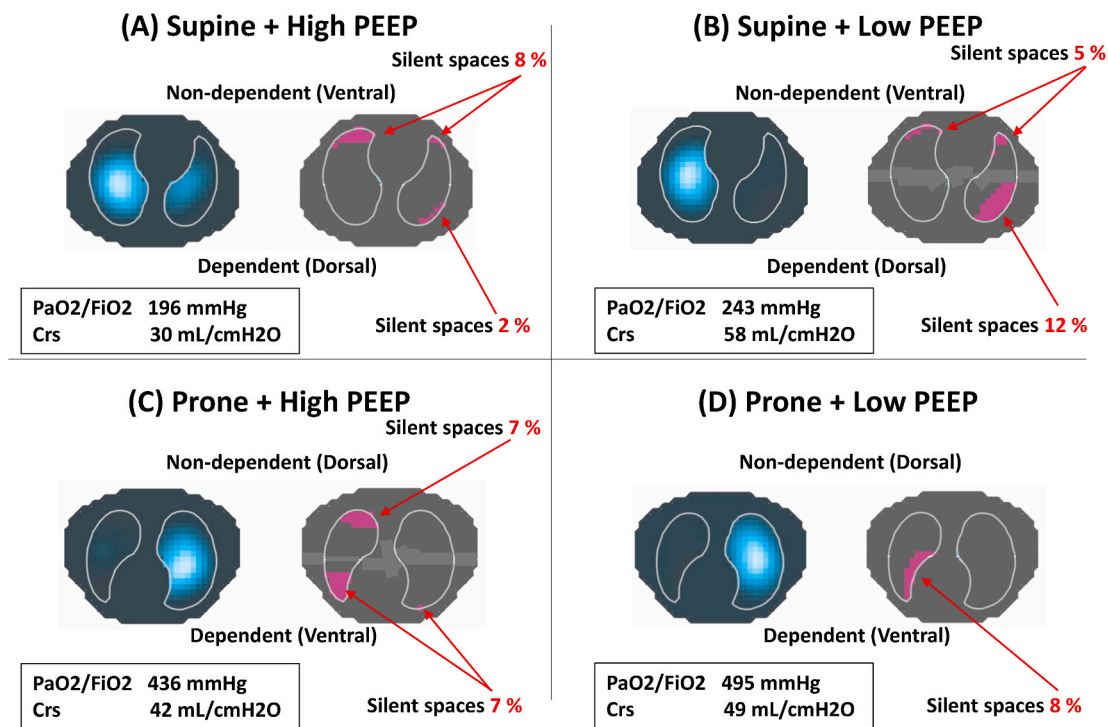 (A) Supine + High PEEP
Silent spaces 8 %
Non-dependent (Ventral)
Dependent (Dorsal)
PaO2/FiO2 196 mmHg
Crs 30 mL/cmH2O
Silent spaces 2 %
(B) Supine + Low PEEP
Silent spaces 5 %
Non-dependent (Ventral)
Dependent (Dorsal)
PaO2/FiO2 243 mmHg
Crs 58 mL/cmH2O
Silent spaces 12 %
(C) Prone + High PEEP
Silent spaces 7 %
Non-dependent (Dorsal)
Dependent (Ventral)
PaO2/FiO2 436 mmHg
Crs 42 mL/cmH2O
Silent spaces 7 %
(D) Prone + Low PEEP
Non-dependent (Dorsal)
Dependent (Ventral)
PaO2/FiO2 495 mmHg
Crs 49 mL/cmH2O
Silent spaces 8 %